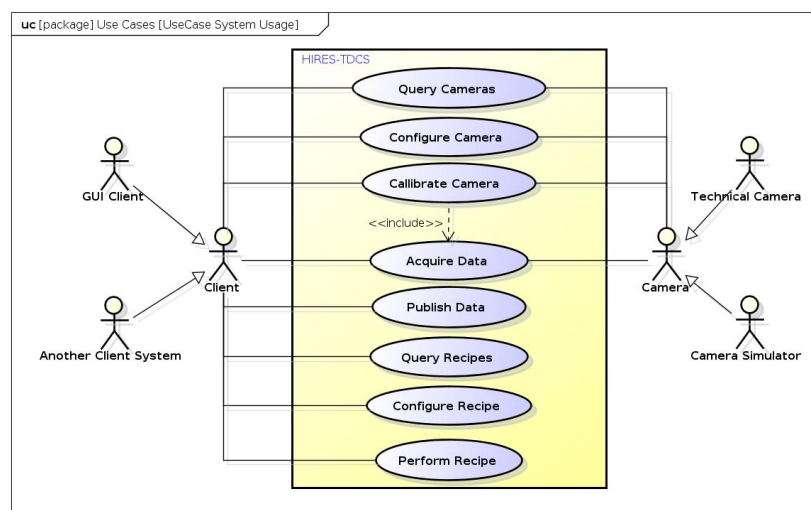 uc [package] Use Cases [UseCase System Usage]
HIRES-TDCS
Query Cameras
Configure Camera
Callibrate Camera
<<include>>
Acquire Data
Publish Data
Query Recipes
Configure Recipe
Perform Recipe
GUI Client
Client
Another Client System
Technical Camera
Camera
Camera Simulator